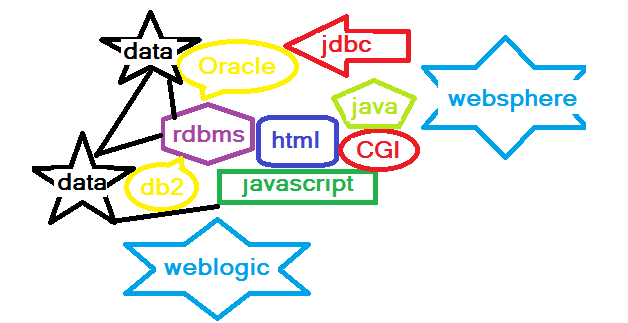 jdbc
data
Oracle
websphere
java
rdbms
html
CGI
data
db2
javascript
weblogic